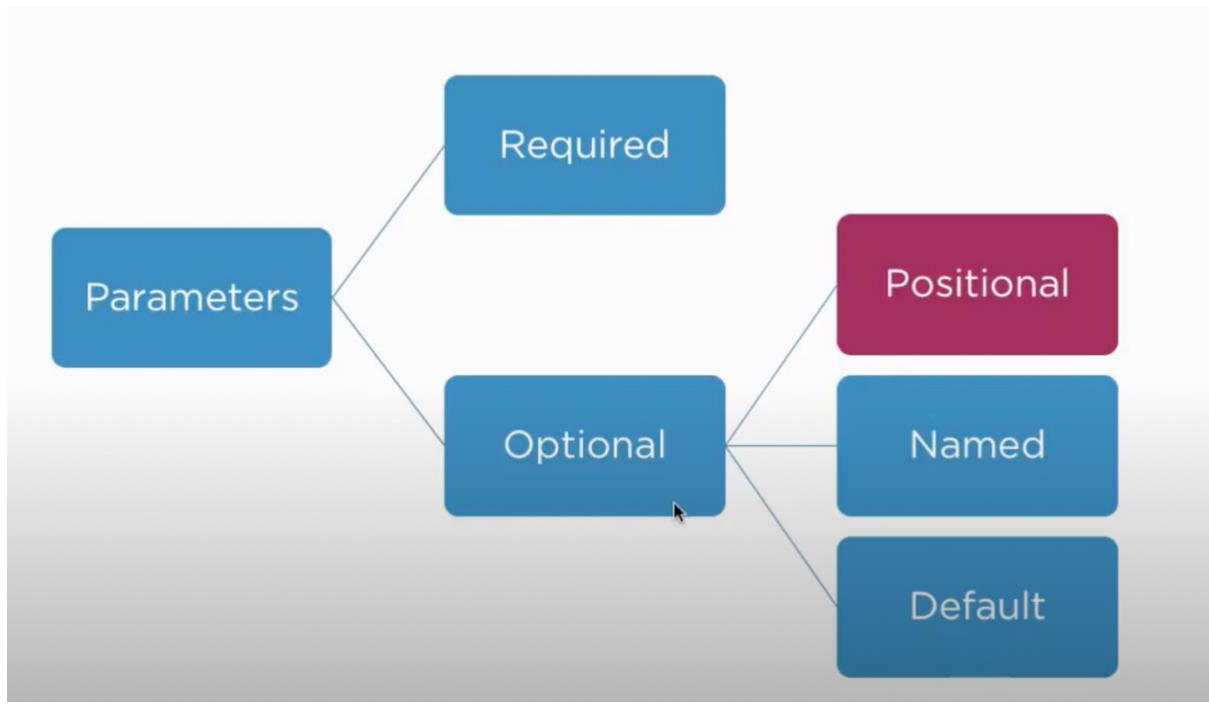 Parameters
Required
Optional
Positional
Named
Default